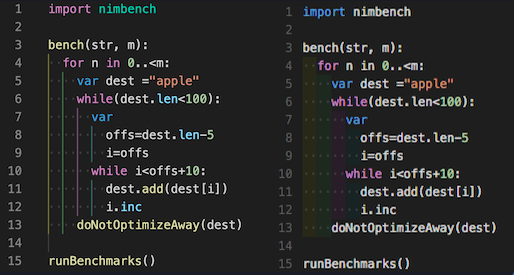 1 import nimbench
2
3 bench(str, m):
4   for n in 0..<m:
5     var dest ="apple"
6     while(dest.len<100):
7       var
8         offs=dest.len-5
9         i=offs
10       while i<offs+10:
11         dest.add(dest[i])
12         i.inc
13     doNotOptimizeAway(dest)
14
15 runBenchmarks()
1 import nimbench
2
3 bench(str, m):
4   for n in 0..<m:
5     var dest ="apple"
6     while(dest.len<100):
7       var
8         offs=dest.len-5
9         i=offs
10       while i<offs+10:
11         dest.add(dest[i])
12         i.inc
13     doNotOptimizeAway(dest)
14
15 runBenchmarks()